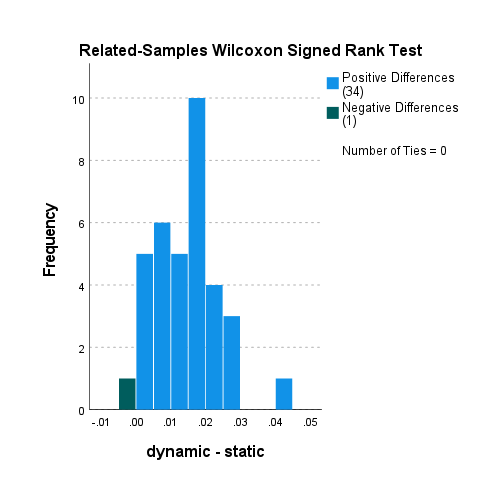 Related-Samples Wilcoxon Signed Rank Test
Positive Differences
(34)
Negative Differences
(1)
Number of Ties = 0
Frequency
10
8
6
4
2
0
-.01 .00 .01 .02 .03 .04 .05
dynamic - static